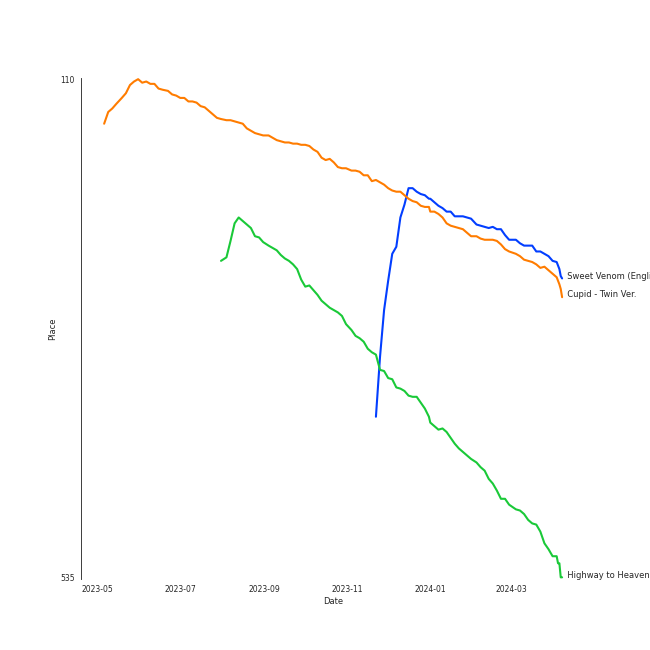 110
Place
Sweet Venom (Engli
Cupid - Twin Ver.
Highway to Heaven
535
2023-05 2023-07 2023-09 2023-11 2024-01 2024-03
Date